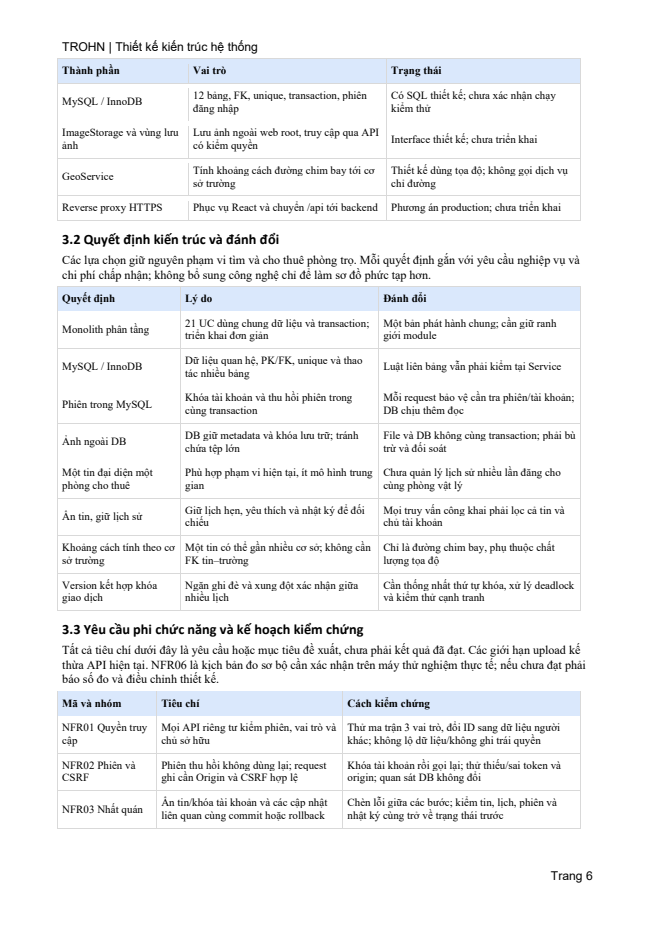 TROHN | Thiết kế kiến trúc hệ thống
Thành phần Vai trò Trạng thái
MySQL / InnoDB 12 bảng, FK, unique, transaction, phiên đăng nhập Có SQL thiết kế; chưa xác nhận chạy kiểm thử
ImageStorage và vùng lưu ảnh Lưu ảnh ngoài web root, truy cập qua API có kiểm quyền Interface thiết kế; chưa triển khai
GeoService Tính khoảng cách đường chim bay tới cơ sở trường Thiết kế dùng tọa độ; không gọi dịch vụ chỉ đường
Reverse proxy HTTPS Phục vụ React và chuyển /api tới backend Phương án production; chưa triển khai
3.2 Quyết định kiến trúc và đánh đổi
Các lựa chọn giữ nguyên phạm vi tìm và cho thuê phòng trọ. Mỗi quyết định gắn với yêu cầu nghiệp vụ và
chi phí chấp nhận; không bổ sung công nghệ chỉ để làm sơ đồ phức tạp hơn.
Quyết định Lý do Đánh đổi
Monolith phân tầng 21 UC dùng chung dữ liệu và transaction; triển khai đơn giản Một bản phát hành chung; cần giữ ranh giới module
MySQL / InnoDB Dữ liệu quan hệ, PK/FK, unique và thao tác nhiều bảng Luật liên bảng vẫn phải kiểm tại Service
Phiên trong MySQL Khóa tài khoản và thu hồi phiên trong cùng transaction Mỗi request bảo vệ cần tra phiên/tài khoản; DB chịu thêm đọc
Ảnh ngoài DB DB giữ metadata và khóa lưu trữ; tránh chứa tệp lớn File và DB không cùng transaction; phải bù trừ và đối soát
Một tin đại diện một phòng cho thuê Phù hợp phạm vi hiện tại, ít mô hình trung gian Chưa quản lý lịch sử nhiều lần đăng cho cùng phòng vật lý
Ẩn tin, giữ lịch sử Giữ lịch hẹn, yêu thích và nhật ký để đối chiếu Mọi truy vấn công khai phải lọc cả tin và chủ tài khoản
Khoảng cách tính theo cơ sở trường Một tin có thể gần nhiều cơ sở; không cần FK tin–trường Chỉ là đường chim bay, phụ thuộc chất lượng tọa độ
Version kết hợp khóa giao dịch Ngăn ghi đè và xung đột xác nhận giữa nhiều lịch Cần thống nhất thứ tự khóa, xử lý deadlock và kiểm thử cạnh tranh
3.3 Yêu cầu phi chức năng và kế hoạch kiểm chứng
Tất cả tiêu chí dưới đây là yêu cầu hoặc mục tiêu đề xuất, chưa phải kết quả đã đạt. Các giới hạn upload kế
thừa API hiện tại. NFR06 là kịch bản đo sơ bộ cần xác nhận trên máy thử nghiệm thực tế; nếu chưa đạt phải
báo số đo và điều chỉnh thiết kế.
Mã và nhóm Tiêu chí Cách kiểm chứng
NFR01 Quyền truy cập Mọi API riêng tư kiểm phiên, vai trò và chủ sở hữu Thử ma trận 3 vai trò, đổi ID sang dữ liệu người khác; không lộ dữ liệu/không ghi trái quyền
NFR02 Phiên và CSRF Phiên thu hồi không dùng lại; request ghi cần Origin và CSRF hợp lệ Khóa tài khoản rồi gọi lại; thử thiếu/sai token và origin; quan sát DB không đổi
NFR03 Nhất quán Ẩn tin/khóa tài khoản và các cập nhật liên quan cùng commit hoặc rollback Chèn lỗi giữa các bước; kiểm tin, lịch, phiên và nhật ký cùng trở về trạng thái trước
Trang 6